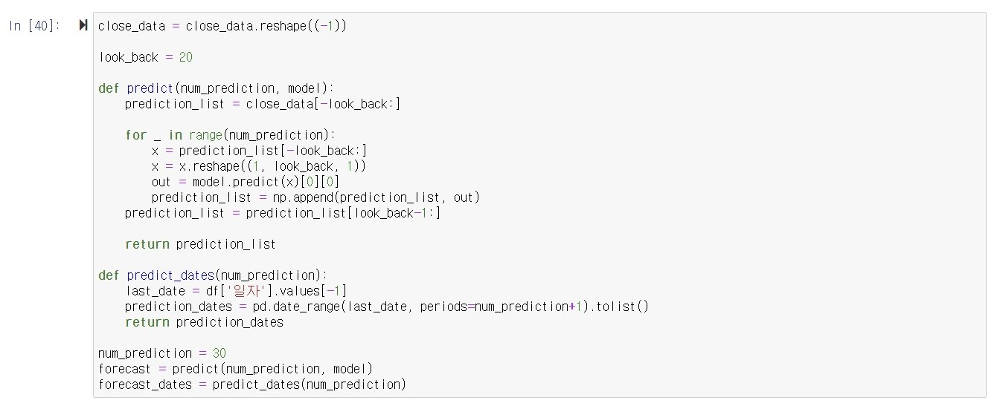 In [40]:
close_data = close_data.reshape((-1))
look_back = 20
def predict(num_prediction, model):
    prediction_list = close_data[-look_back:]
    for _ in range(num_prediction):
        x = prediction_list[-look_back:]
        x = x.reshape((1, look_back, 1))
        out = model.predict(x)[0][0]
        prediction_list = np.append(prediction_list, out)
    prediction_list = prediction_list[look_back-1:]
    return prediction_list
def predict_dates(num_prediction):
    last_date = df['일자'].values[-1]
    prediction_dates = pd.date_range(last_date, periods=num_prediction+1).tolist()
    return prediction_dates
num_prediction = 30
forecast = predict(num_prediction, model)
forecast_dates = predict_dates(num_prediction)